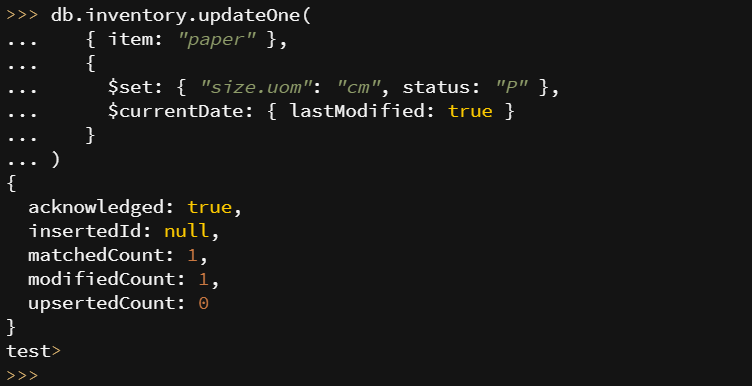 >>> db.inventory.updateOne(
...    { item: "paper" },
...    {
...      $set: { "size.uom": "cm", status: "P" },
...      $currentDate: { lastModified: true }
...    }
... )
{
  acknowledged: true,
  insertedId: null,
  matchedCount: 1,
  modifiedCount: 1,
  upsertedCount: 0
}
test>
>>>